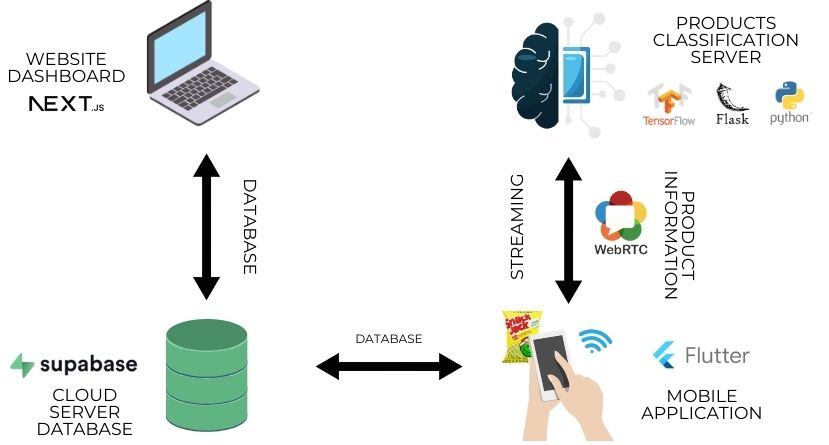 WEBSITE
DASHBOARD
NEXT.JS
PRODUCTS
CLASSIFICATION
SERVER
TensorFlow
Flask
python
DATABASE
STREAMING
WebRTC
PRODUCT
INFORMATION
DATABASE
supabase
CLOUD
SERVER
DATABASE
Snack
Jack
Flutter
MOBILE
APPLICATION